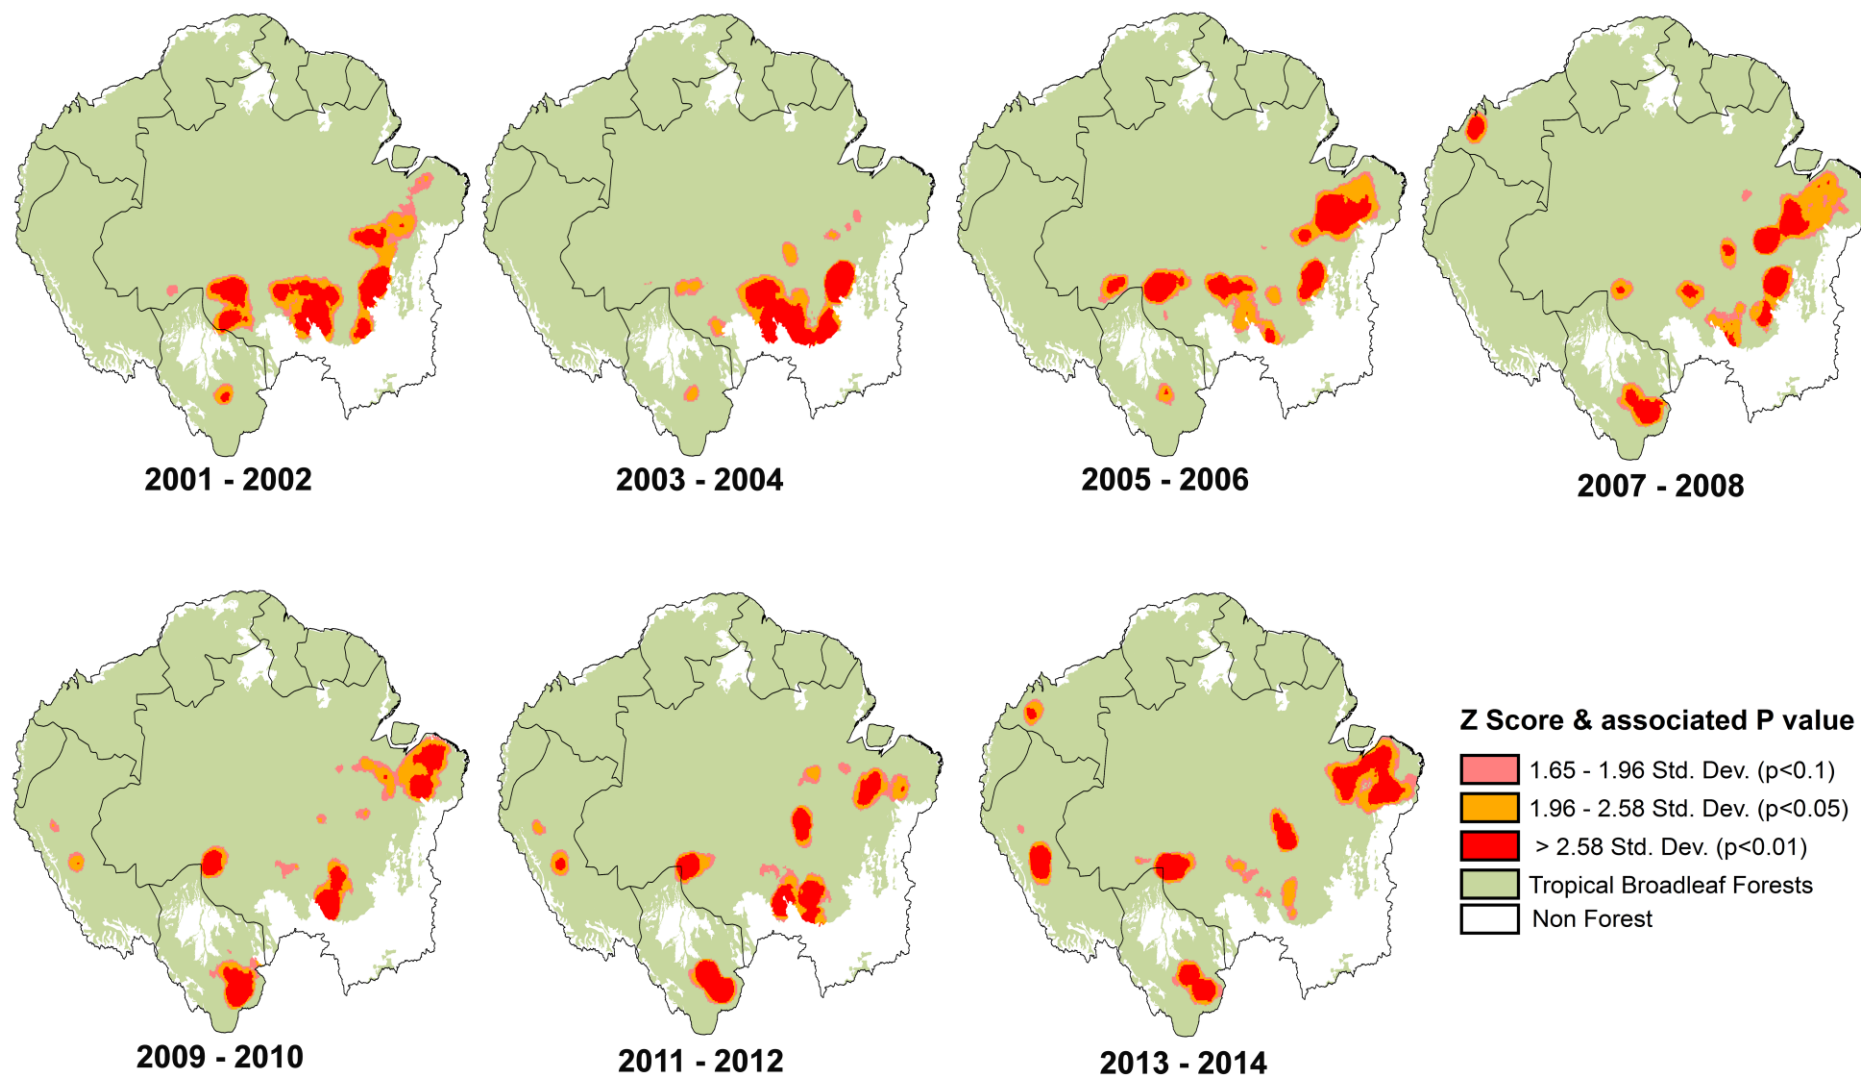 2001 - 2002
2003 - 2004
2005 - 2006
2007 - 2008
2009 - 2010
2011 - 2012
2013 - 2014
Z Score & associated P value
1.65 - 1.96 Std. Dev. (p<0.1)
1.96 - 2.58 Std. Dev. (p<0.05)
> 2.58 Std. Dev. (p<0.01)
Tropical Broadleaf Forests
Non Forest